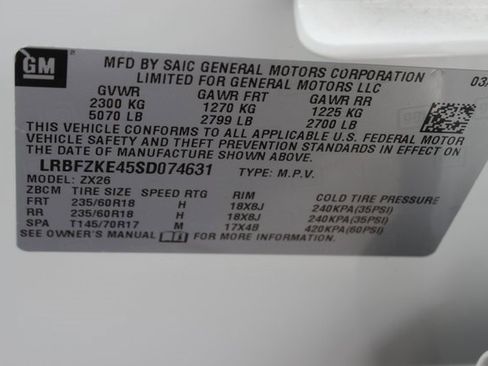 GM
MFD BY SAIC GENERAL MOTORS CORPORATION
LIMITED FOR GENERAL MOTORS LLC
03/
GVWR GAWR FRT GAWR RR
2300 KG 1270 KG 1225 KG
5070 LB 2799 LB 2700 LB
THIS VEHICLE CONFORMS TO ALL APPLICABLE U.S. FEDERAL MOTOR
VEHICLE SAFETY AND THEFT PREVENTION STANDARDS IN EFFECT ON
THE DATE OF MANUFACTURE SHOWN ABOVE.
LRBFZKE45SD074631 TYPE: M.P.V.
MODEL: ZX26
ZBCM TIRE SIZE SPEED RTG RIM COLD TIRE PRESSURE
FRT 235/60R18 H 18X8J 240KPA(35PSI)
RR 235/60R18 H 18X8J 240KPA(35PSI)
SPA T145/70R17 M 17X4B 420KPA(60PSI)
SEE OWNER'S MANUAL i FOR MORE INFORMATION.